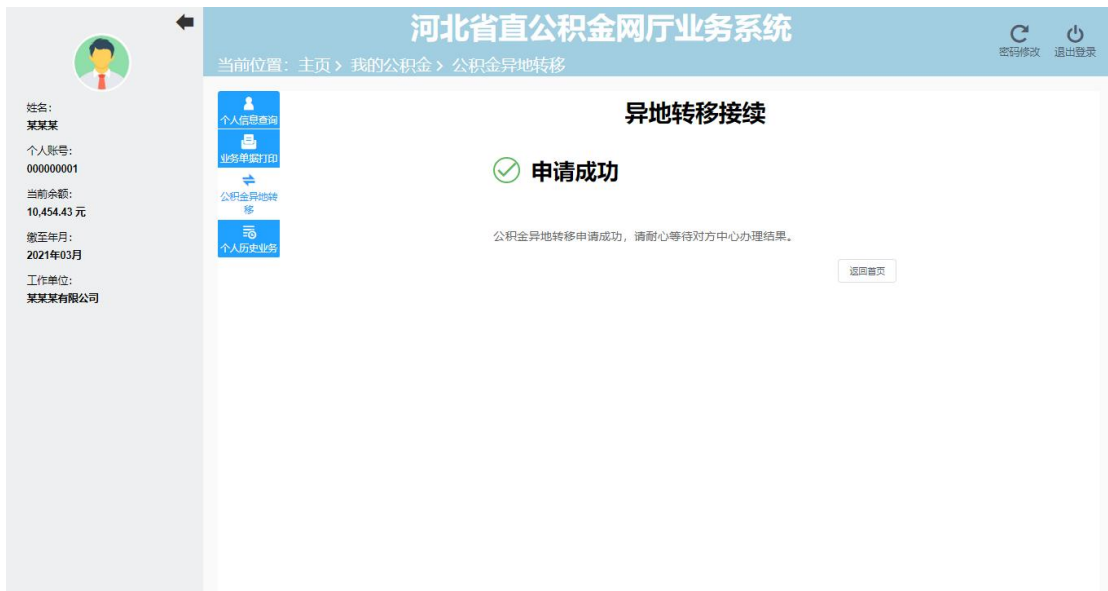 河北省直公积金网厅业务系统
密码修改 退出登录
当前位置：主页 > 我的公积金 > 公积金异地转移
姓名：
某某某
个人账号：
000000001
当前余额：
10,454.43 元
缴至年月：
2021年03月
工作单位：
某某某有限公司
个人信息查询
业务单据打印
公积金异地转
移
个人历史业务
异地转移接续
申请成功
公积金异地转移申请成功，请耐心等待对方中心办理结果。
返回首页